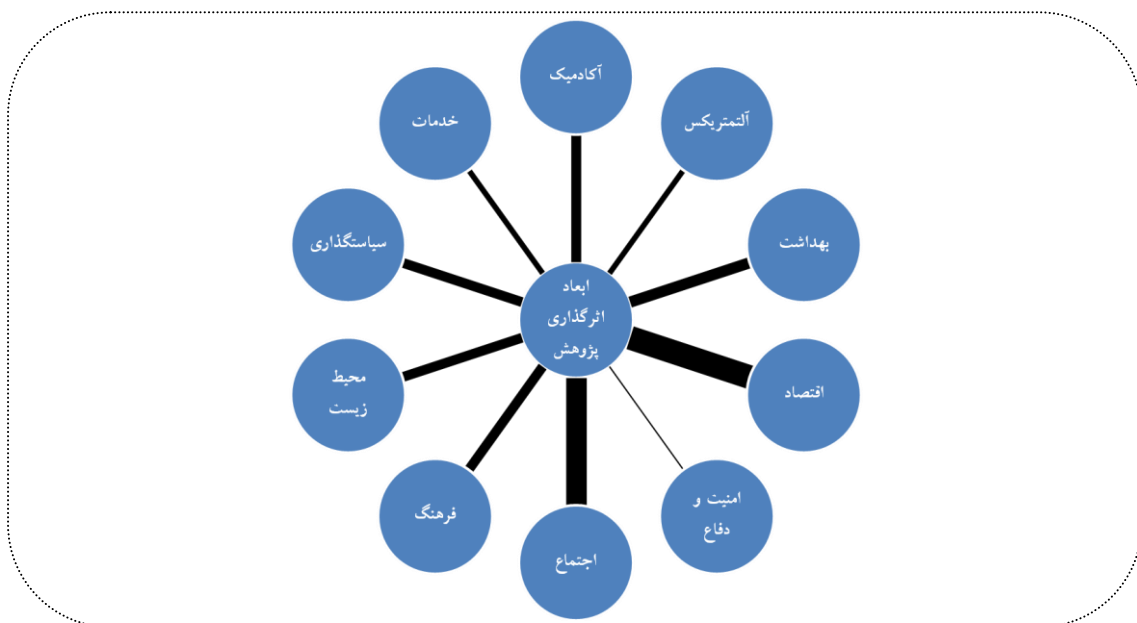 آکادمیک
آلتمتریکس
بهداشت
اقتصاد
امنیت و
دفاع
اجتماع
فرهنگ
محیط
زیست
سیاستگذاری
خدمات
ابعاد
اثرگذاری
پژوهش